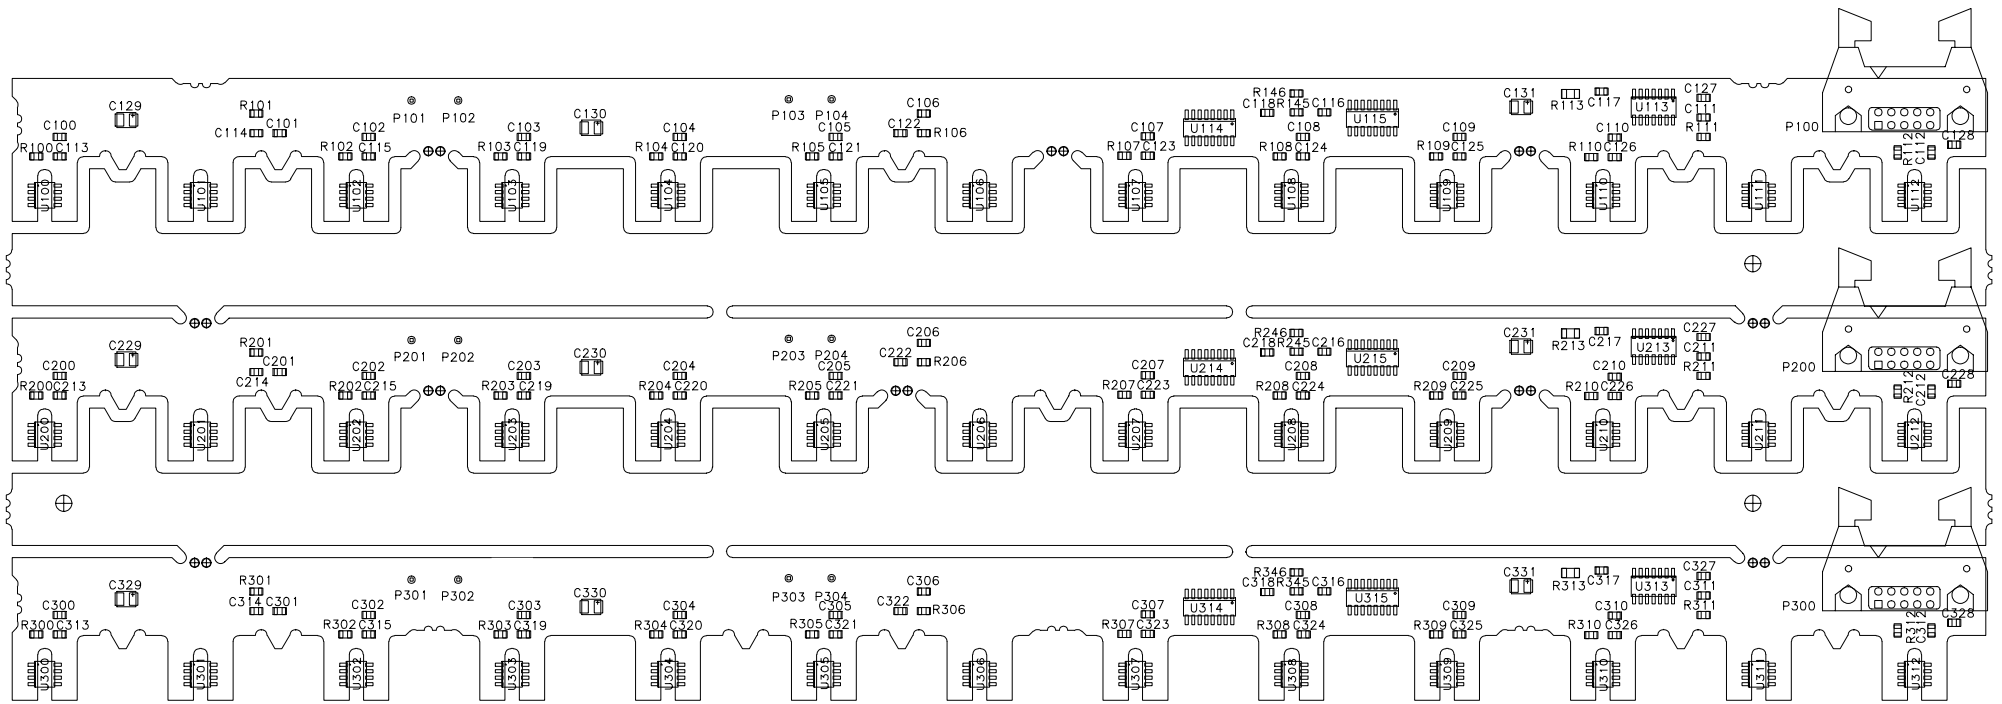 C129 R101 P101 P102 P103 P104 C106 R146 C131 C127
C118 R145 C116 R113 C117 U113 C111
C100 C114 C101 C102 C103 C130 C104 C105 C122 R106 C107 U114 C108 U115 C109 C110 R111 P100 C128
R100 C113 R102 C115 R103 C119 R104 C120 R105 C121 R107 C123 R108 C124 R109 C125 R110 C126 R112 C112
U100 U101 U102 U103 U104 U105 U106 U107 U108 U109 U110 U111 U112
C229 R201 P201 P202 P203 P204 C206 R246 C231 C227
C218 R245 C216 R213 C217 U213 C211
C200 C214 C201 C202 C203 C230 C204 C205 C222 R206 C207 U214 C208 U215 C209 C210 R211 P200 C228
R200 C213 R202 C215 R203 C219 R204 C220 R205 C221 R207 C223 R208 C224 R209 C225 R210 C226 R212 C212
U200 U201 U202 U203 U204 U205 U206 U207 U208 U209 U210 U211 U212
C329 R301 P301 P302 P303 P304 C306 R346 C331 C327
C318 R345 C316 R313 C317 U313 C311
C300 C314 C301 C302 C303 C330 C304 C305 C322 R306 C307 U314 C308 U315 C309 C310 R311 P300 C328
R300 C313 R302 C315 R303 C319 R304 C320 R305 C321 R307 C323 R308 C324 R309 C325 R310 C326 R312 C312
U300 U301 U302 U303 U304 U305 U306 U307 U308 U309 U310 U311 U312